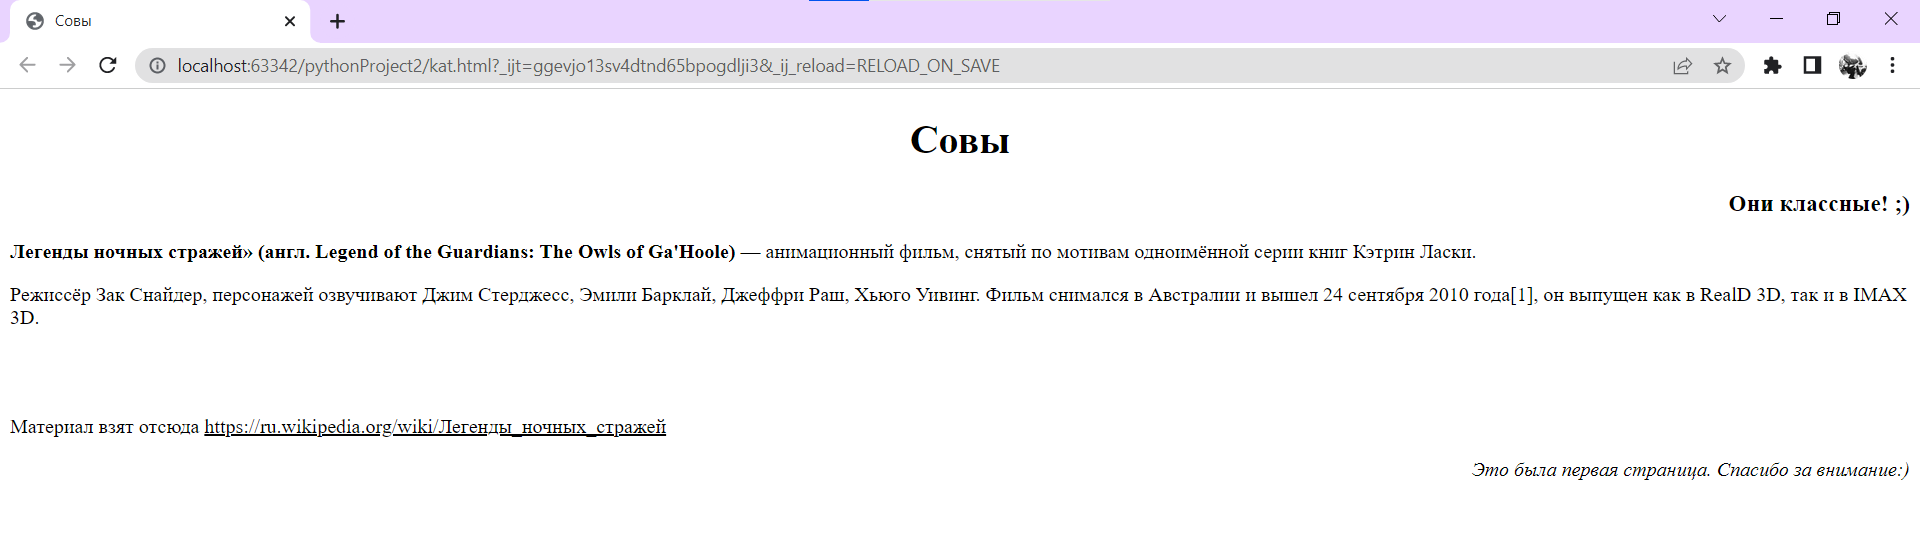 Совы
localhost:63342/pythonProject2/kat.html?_ijt=ggevjo13sv4dtnd65bpogdlji3&_ij_reload=RELOAD_ON_SAVE
Совы
Они классные! ;)
Легенды ночных стражей» (англ. Legend of the Guardians: The Owls of Ga'Hoole) — анимационный фильм, снятый по мотивам одноимённой серии книг Кэтрин Ласки.
Режиссёр Зак Снайдер, персонажей озвучивают Джим Стерджесс, Эмили Барклай, Джеффри Раш, Хьюго Уивинг. Фильм снимался в Австралии и вышел 24 сентября 2010 года[1], он выпущен как в RealD 3D, так и в IMAX
3D.
Материал взят отсюда https://ru.wikipedia.org/wiki/Легенды_ночных_стражей
Это была первая страница. Спасибо за внимание:)